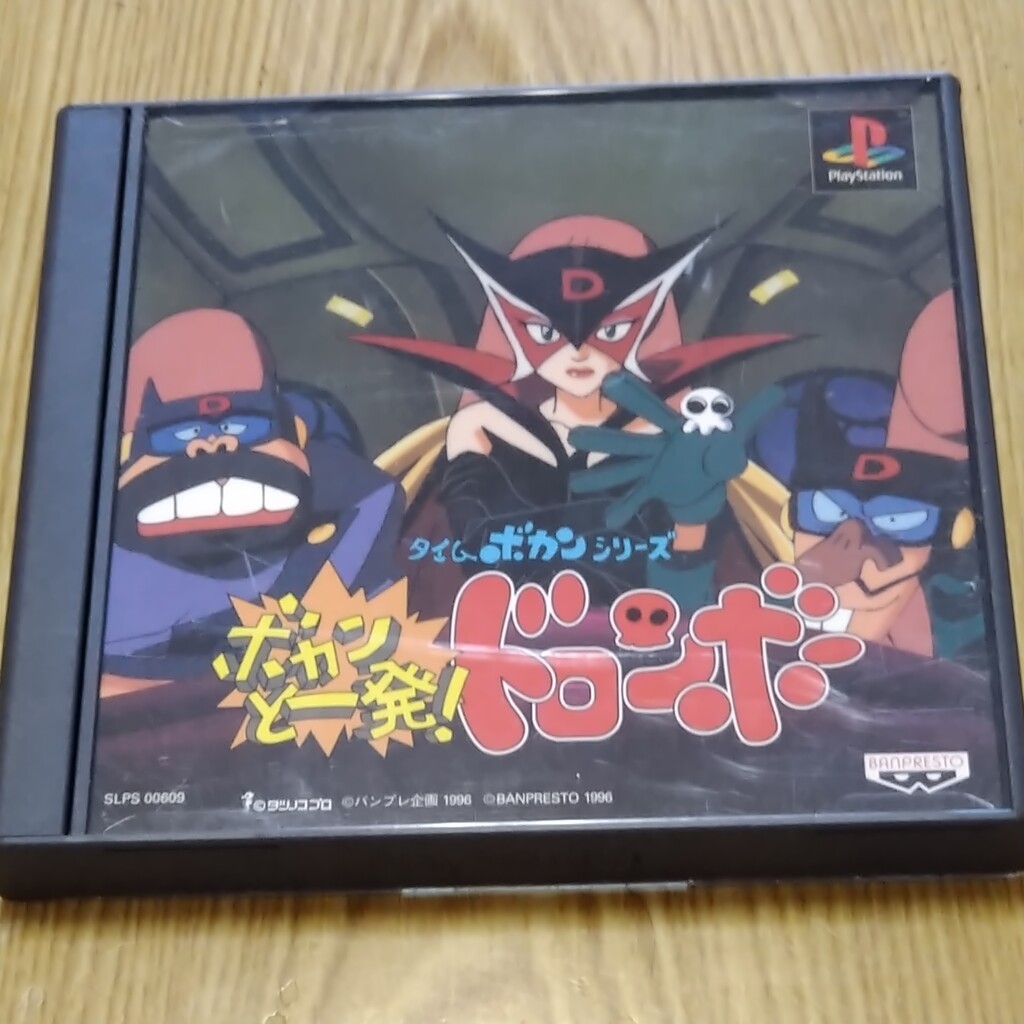 PlayStation
D
D
D
タイムボカンシリーズ
ボカンと一発!
ドロンボー
BANPRESTO
SLPS 00609
©タツノコプロ ©バンプレ企画 1996 ©BANPRESTO 1996